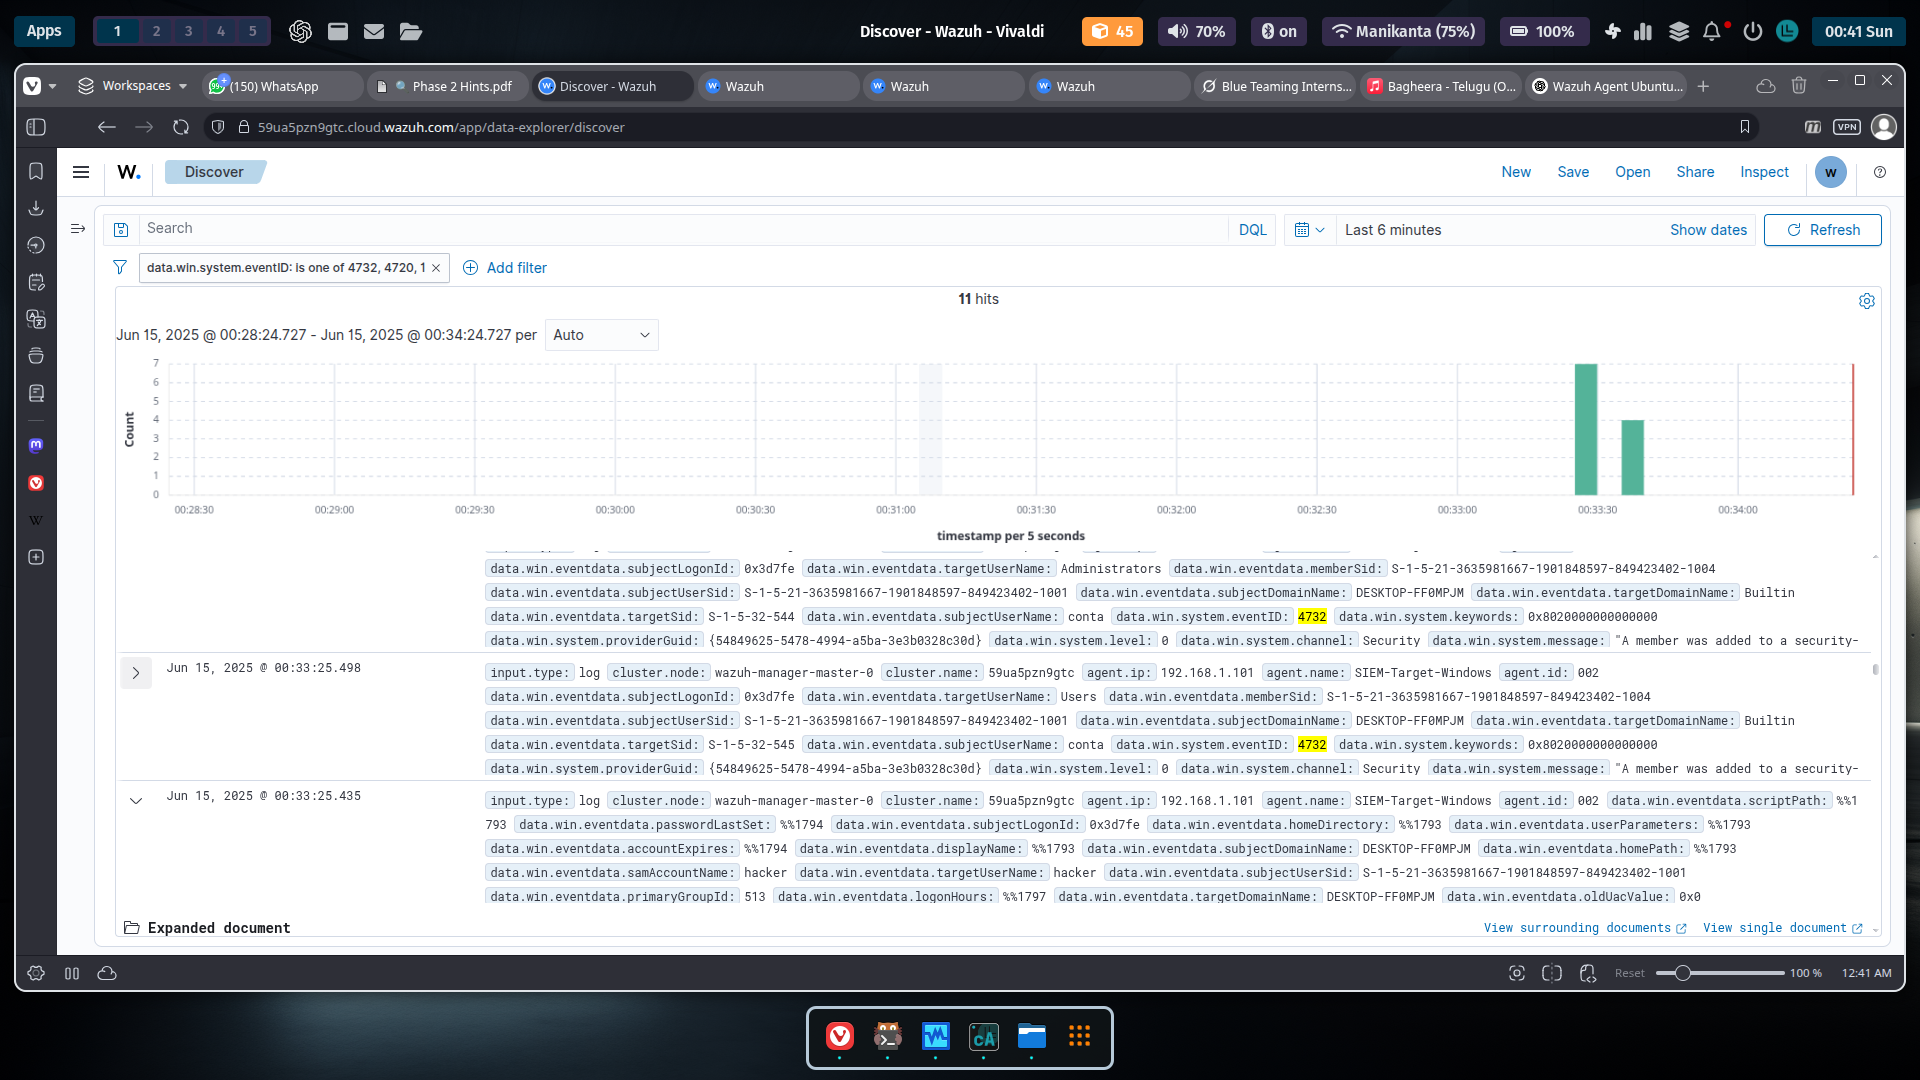 Apps 1 2 3 4 5 Discover - Wazuh - Vivaldi 45 70% on Manikanta (75%) 100% 00:41 Sun
Workspaces (150) WhatsApp Phase 2 Hints.pdf Discover - Wazuh Wazuh Wazuh Wazuh Blue Teaming Interns... Bagheera - Telugu (O... Wazuh Agent Ubuntu...
59ua5pzn9gtc.cloud.wazuh.com/app/data-explorer/discover VPN
W. Discover New Save Open Share Inspect w
Search DQL Last 6 minutes Show dates Refresh
data.win.system.eventID: is one of 4732, 4720, 1 × Add filter
11 hits
Jun 15, 2025 @ 00:28:24.727 - Jun 15, 2025 @ 00:34:24.727 per Auto
7
6
5
4
3
2
1
0
Count
00:28:30 00:29:00 00:29:30 00:30:00 00:30:30 00:31:00 00:31:30 00:32:00 00:32:30 00:33:00 00:33:30 00:34:00
timestamp per 5 seconds
data.win.eventdata.subjectLogonId: 0x3d7fe data.win.eventdata.targetUserName: Administrators data.win.eventdata.memberSid: S-1-5-21-3635981667-1901848597-849423402-1004
data.win.eventdata.subjectUserSid: S-1-5-21-3635981667-1901848597-849423402-1001 data.win.eventdata.subjectDomainName: DESKTOP-FF0MPJM data.win.eventdata.targetDomainName: Builtin
data.win.eventdata.targetSid: S-1-5-32-544 data.win.eventdata.subjectUserName: conta data.win.system.eventID: 4732 data.win.system.keywords: 0x8020000000000000
data.win.system.providerGuid: {54849625-5478-4994-a5ba-3e3b0328c30d} data.win.system.level: 0 data.win.system.channel: Security data.win.system.message: "A member was added to a security-
Jun 15, 2025 @ 00:33:25.498 input.type: log cluster.node: wazuh-manager-master-0 cluster.name: 59ua5pzn9gtc agent.ip: 192.168.1.101 agent.name: SIEM-Target-Windows agent.id: 002
data.win.eventdata.subjectLogonId: 0x3d7fe data.win.eventdata.targetUserName: Users data.win.eventdata.memberSid: S-1-5-21-3635981667-1901848597-849423402-1004
data.win.eventdata.subjectUserSid: S-1-5-21-3635981667-1901848597-849423402-1001 data.win.eventdata.subjectDomainName: DESKTOP-FF0MPJM data.win.eventdata.targetDomainName: Builtin
data.win.eventdata.targetSid: S-1-5-32-545 data.win.eventdata.subjectUserName: conta data.win.system.eventID: 4732 data.win.system.keywords: 0x8020000000000000
data.win.system.providerGuid: {54849625-5478-4994-a5ba-3e3b0328c30d} data.win.system.level: 0 data.win.system.channel: Security data.win.system.message: "A member was added to a security-
Jun 15, 2025 @ 00:33:25.435 input.type: log cluster.node: wazuh-manager-master-0 cluster.name: 59ua5pzn9gtc agent.ip: 192.168.1.101 agent.name: SIEM-Target-Windows agent.id: 002 data.win.eventdata.scriptPath: %%1
793 data.win.eventdata.passwordLastSet: %%1794 data.win.eventdata.subjectLogonId: 0x3d7fe data.win.eventdata.homeDirectory: %%1793 data.win.eventdata.userParameters: %%1793
data.win.eventdata.accountExpires: %%1794 data.win.eventdata.displayName: %%1793 data.win.eventdata.subjectDomainName: DESKTOP-FF0MPJM data.win.eventdata.homePath: %%1793
data.win.eventdata.samAccountName: hacker data.win.eventdata.targetUserName: hacker data.win.eventdata.subjectUserSid: S-1-5-21-3635981667-1901848597-849423402-1001
data.win.eventdata.primaryGroupId: 513 data.win.eventdata.logonHours: %%1797 data.win.eventdata.targetDomainName: DESKTOP-FF0MPJM data.win.eventdata.oldUacValue: 0x0
Expanded document View surrounding documents View single document
Reset 100 % 12:41 AM
cA